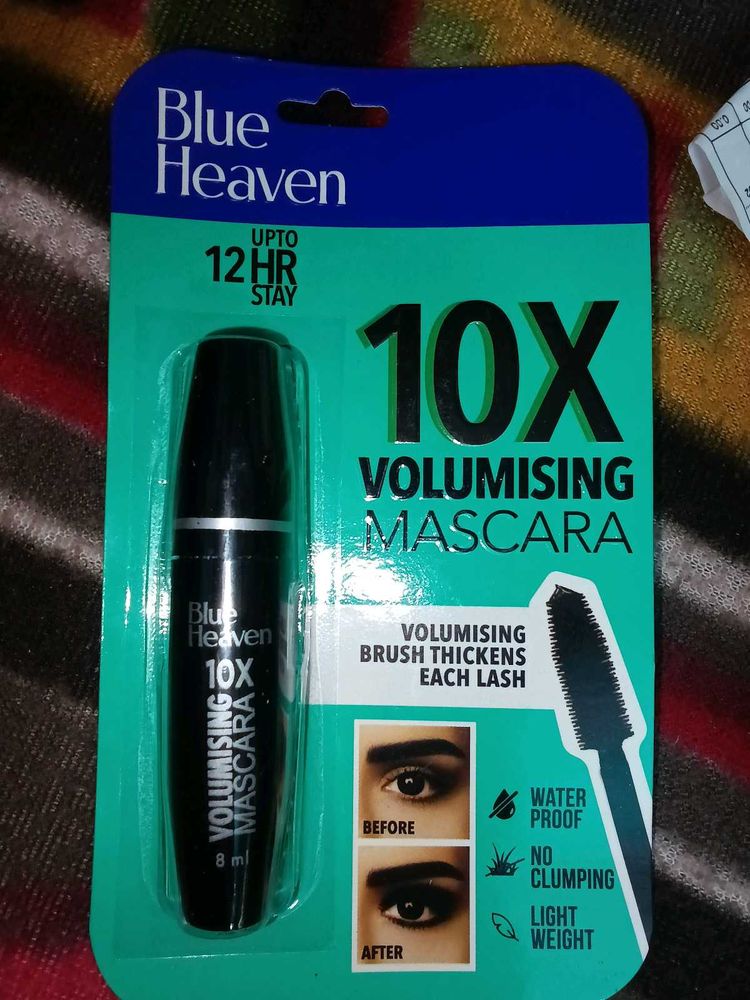 Blue
Heaven
UPTO
12 HR
STAY
10X
VOLUMISING
MASCARA
VOLUMISING
BRUSH THICKENS
EACH LASH
Blue
Heaven
10X
VOLUMISING
MASCARA
8 ml
BEFORE
AFTER
WATER
PROOF
NO
CLUMPING
LIGHT
WEIGHT